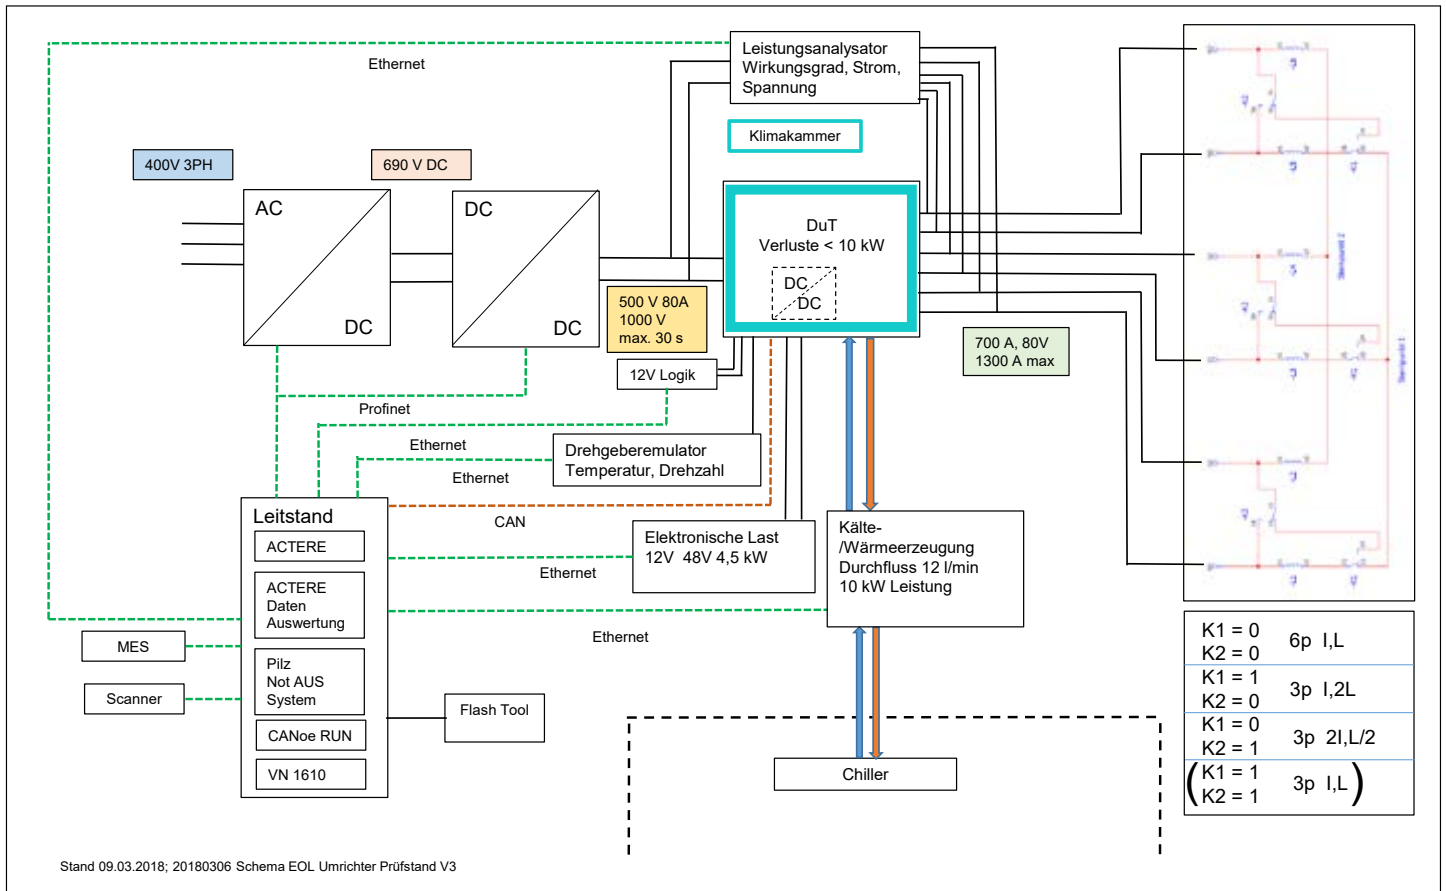 Leistungsanalysator
Wirkungsgrad, Strom,
Spannung
Ethernet
Klimakammer
400V 3PH
690 V DC
AC
DC
DC
DC
DuT
Verluste < 10 kW
DC
DC
500 V 80A
1000 V
max. 30 s
700 A, 80V
1300 A max
12V Logik
Profinet
Ethernet
Drehgeberemulator
Temperatur, Drehzahl
Ethernet
CAN
Leitstand
ACTERE
ACTERE
Daten
Auswertung
Pilz
Not AUS
System
CANoe RUN
VN 1610
Elektronische Last
12V 48V 4,5 kW
Ethernet
Kälte-
/Wärmeerzeugung
Durchfluss 12 l/min
10 kW Leistung
Ethernet
MES
Scanner
Flash Tool
Chiller
Sternpunkt 2
Sternpunkt 1
K1 = 0
K2 = 0
6p I,L
K1 = 1
K2 = 0
3p I,2L
K1 = 0
K2 = 1
3p 2I,L/2
(K1 = 1
K2 = 1
3p I,L)
Stand 09.03.2018; 20180306 Schema EOL Umrichter Prüfstand V3